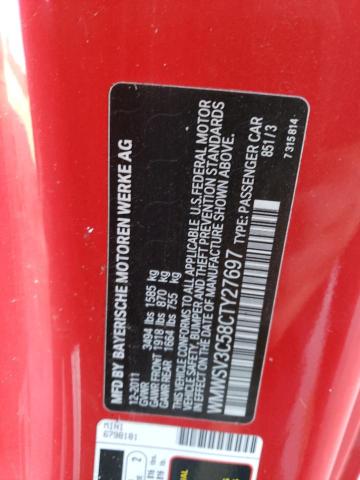 MFD BY BAYERISCHE MOTOREN WERKE AG
12-2011
GVWR 3494 lbs 1585 kg
GAWR FRONT 1918 lbs 870 kg
GAWR REAR 1664 lbs 755 kg
THIS VEHICLE CONFORMS TO ALL APPLICABLE U.S. FEDERAL MOTOR
VEHICLE SAFETY, BUMPER AND THEFT PREVENTION STANDARDS
IN EFFECT ON THE DATE OF MANUFACTURE SHOWN ABOVE.
WMWSY3C58CTY27697 TYPE: PASSENGER CAR
851/3
7 315 814
MINI
6798101
2